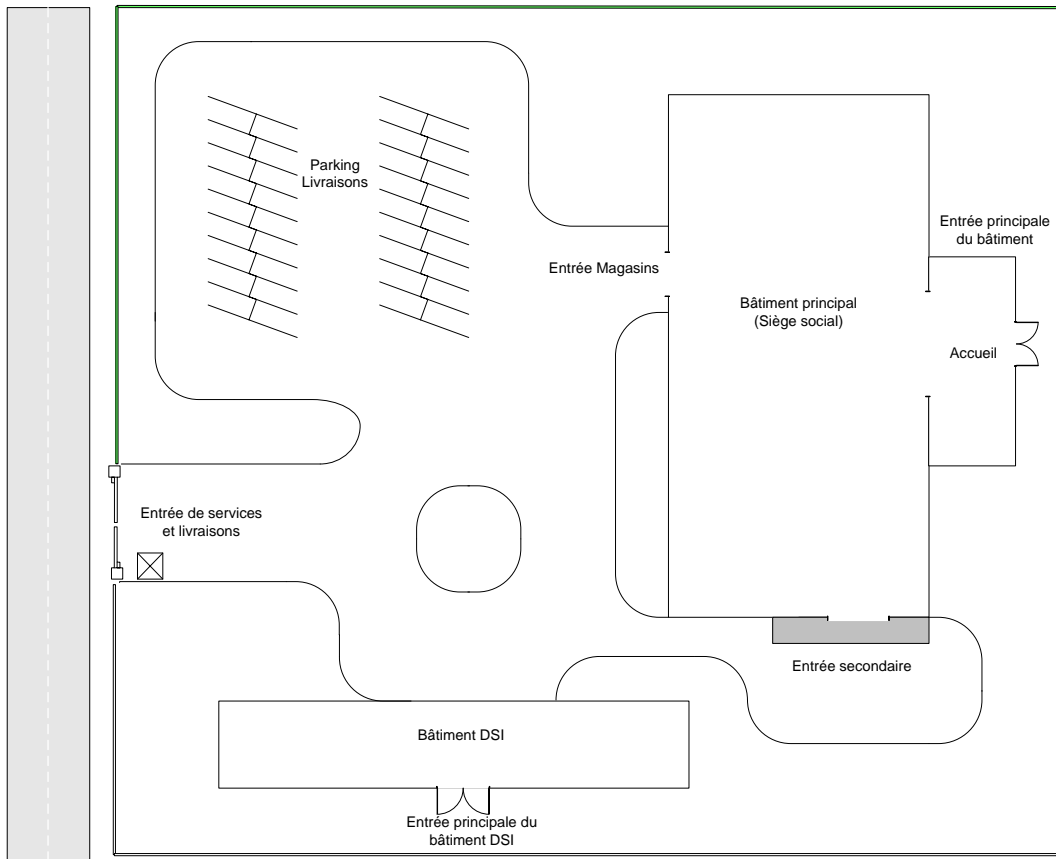 Parking
Livraisons
Entrée principale
du bâtiment
Entrée Magasins
Bâtiment principal
(Siège social)
Accueil
Entrée de services
et livraisons
Entrée secondaire
Bâtiment DSI
Entrée principale du
bâtiment DSI